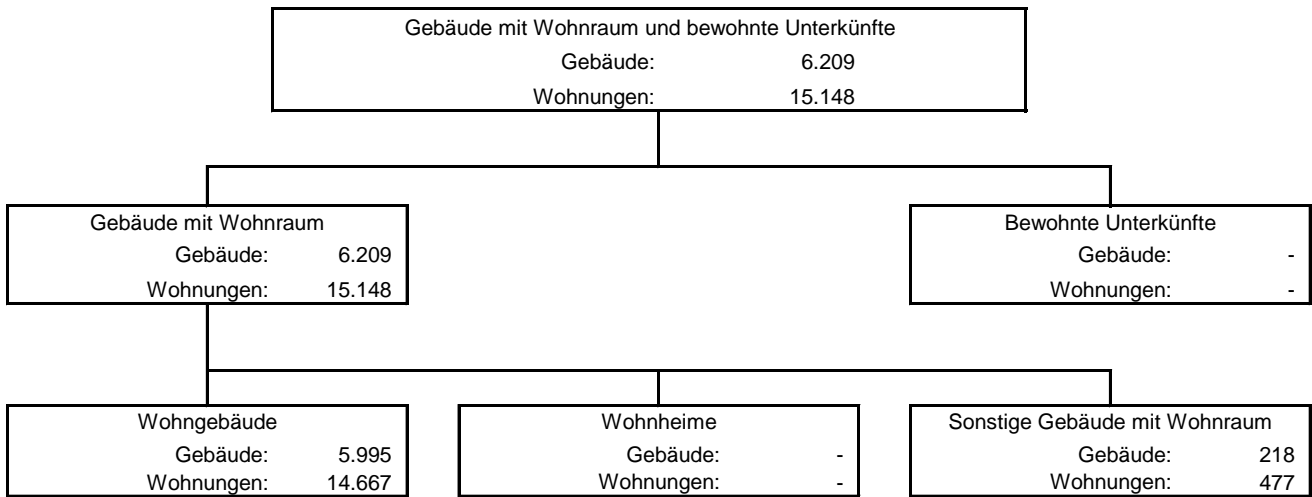 Gebäude mit Wohnraum und bewohnte Unterkünfte
Gebäude: 6.209
Wohnungen: 15.148
Gebäude mit Wohnraum
Gebäude: 6.209
Wohnungen: 15.148
Bewohnte Unterkünfte
Gebäude: -
Wohnungen: -
Wohngebäude
Gebäude: 5.995
Wohnungen: 14.667
Wohnheime
Gebäude: -
Wohnungen: -
Sonstige Gebäude mit Wohnraum
Gebäude: 218
Wohnungen: 477